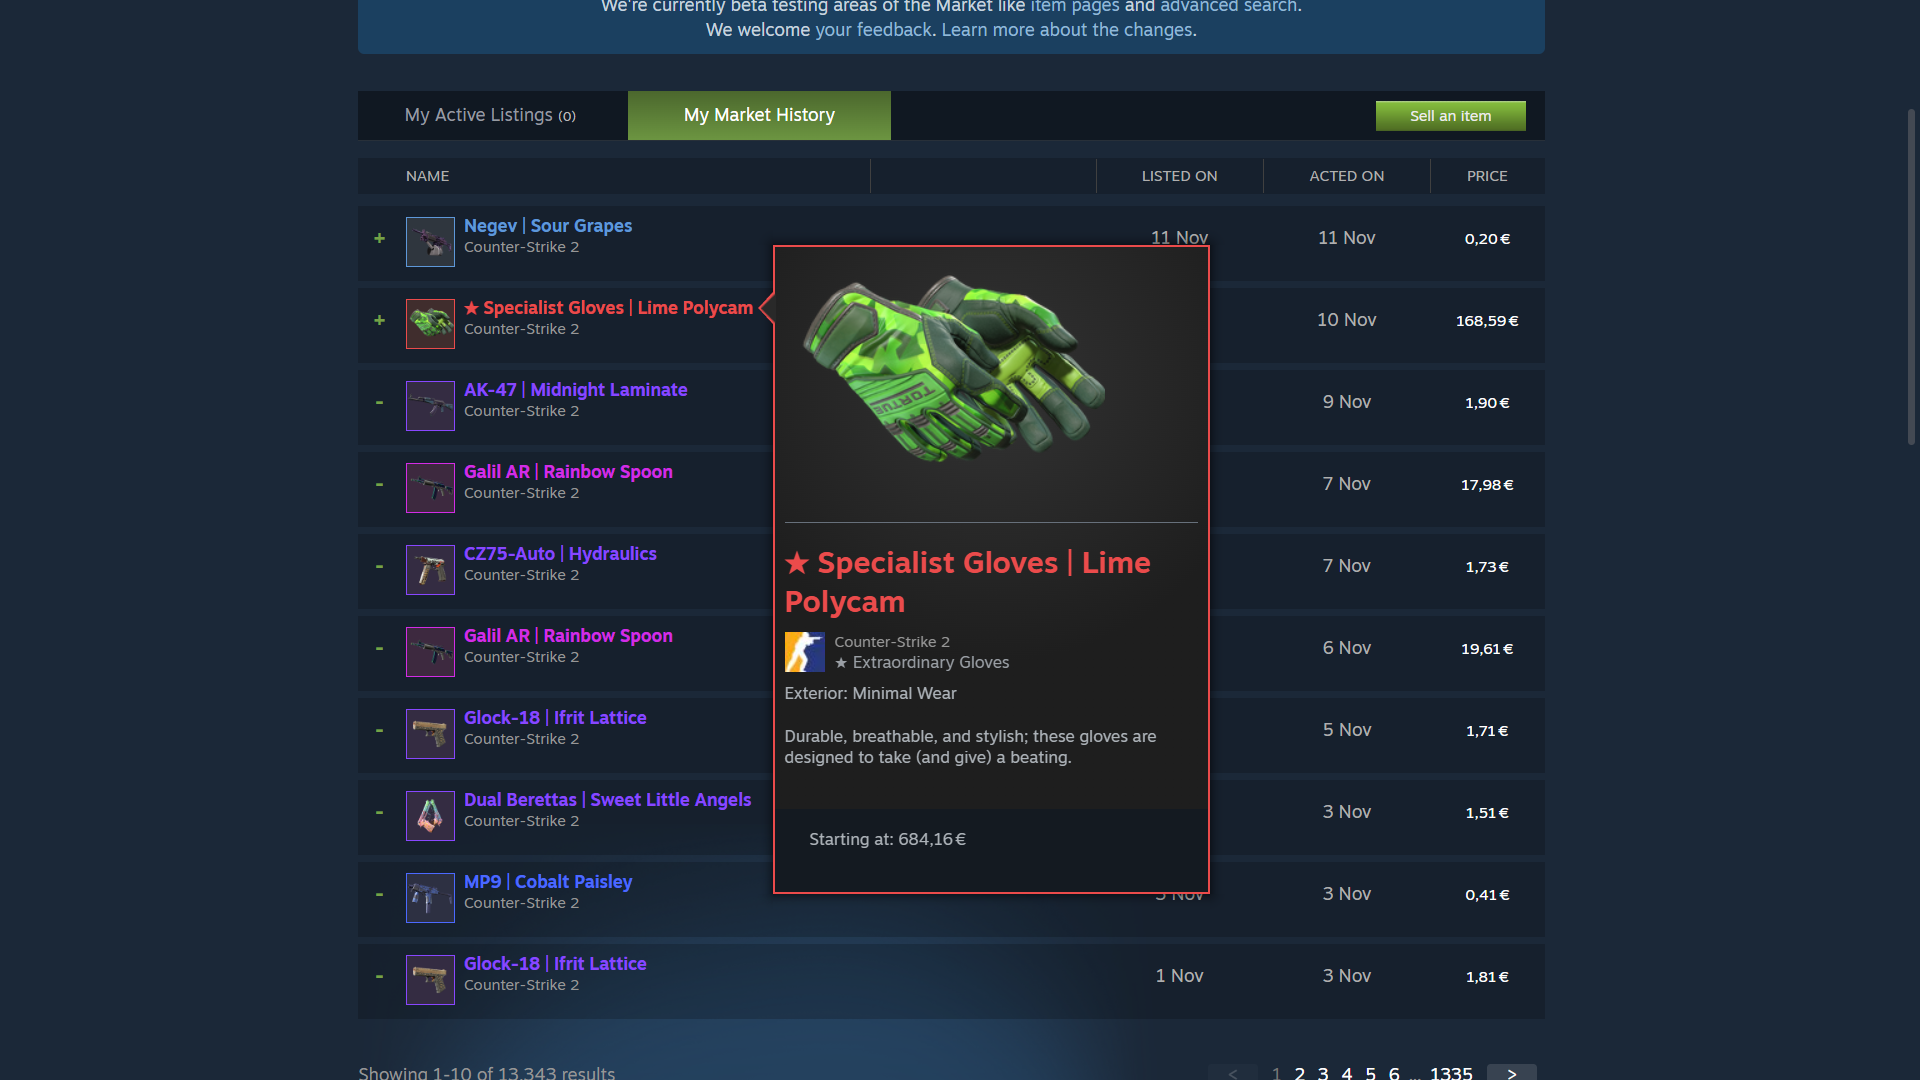 We're currently beta testing areas of the Market like item pages and advanced search.
We welcome your feedback. Learn more about the changes.
My Active Listings (0)
My Market History
Sell an item
NAME
LISTED ON
ACTED ON
PRICE
+
Negev | Sour Grapes
Counter-Strike 2
11 Nov
11 Nov
0,20€
+
★ Specialist Gloves | Lime Polycam
Counter-Strike 2
10 Nov
168,59€
-
AK-47 | Midnight Laminate
Counter-Strike 2
9 Nov
1,90€
-
Galil AR | Rainbow Spoon
Counter-Strike 2
7 Nov
17,98€
-
CZ75-Auto | Hydraulics
Counter-Strike 2
7 Nov
1,73€
-
Galil AR | Rainbow Spoon
Counter-Strike 2
6 Nov
19,61€
-
Glock-18 | Ifrit Lattice
Counter-Strike 2
5 Nov
1,71€
-
Dual Berettas | Sweet Little Angels
Counter-Strike 2
3 Nov
1,51€
-
MP9 | Cobalt Paisley
Counter-Strike 2
3 Nov
0,41€
-
Glock-18 | Ifrit Lattice
Counter-Strike 2
1 Nov
3 Nov
1,81€
TORTUE
★ Specialist Gloves | Lime
Polycam
Counter-Strike 2
★ Extraordinary Gloves
Exterior: Minimal Wear
Durable, breathable, and stylish; these gloves are
designed to take (and give) a beating.
Starting at: 684,16€
Showing 1-10 of 13,343 results
< 1 2 3 4 5 6 ... 1335 >